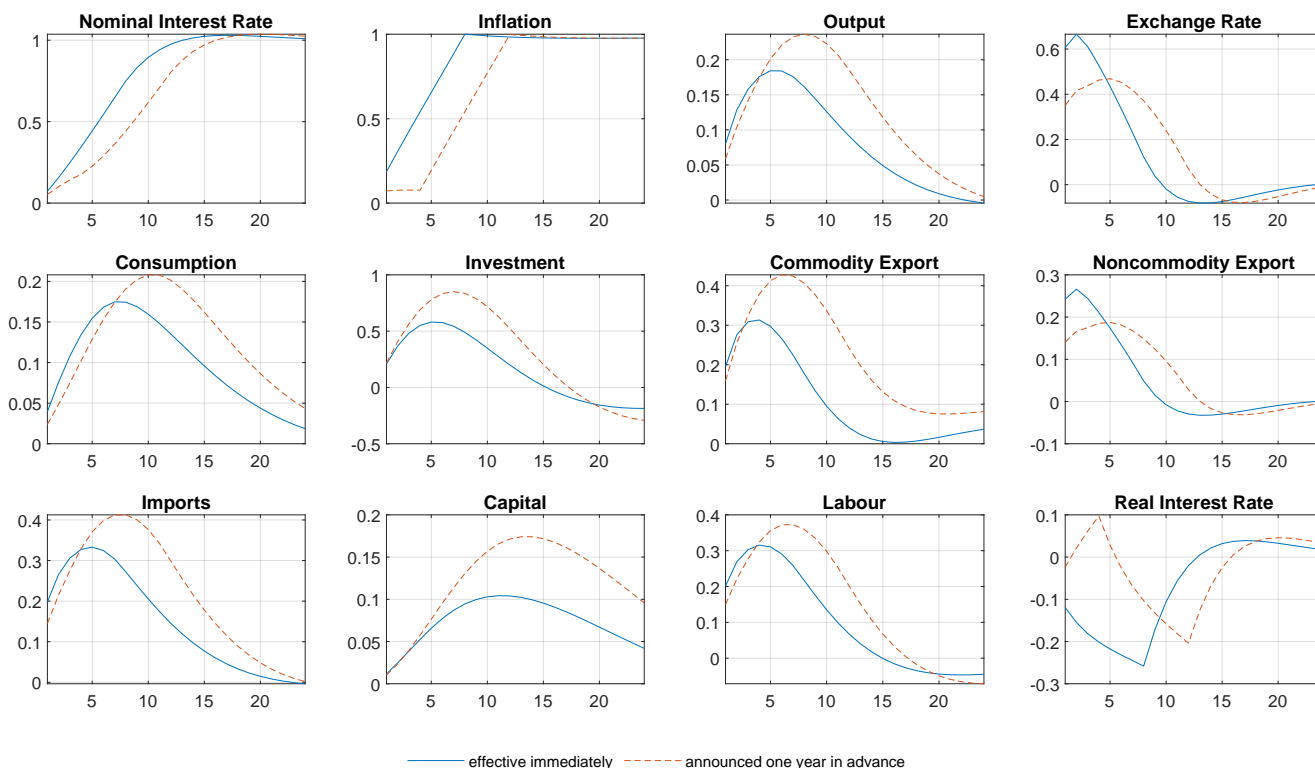 Nominal Interest Rate
Inflation
Output
Exchange Rate
1
0.5
0
5 10 15 20
1
0.5
0
5 10 15 20
0.2
0.15
0.1
0.05
0
5 10 15 20
0.6
0.4
0.2
0
5 10 15 20
Consumption
Investment
Commodity Export
Noncommodity Export
0.2
0.15
0.1
0.05
0
5 10 15 20
1
0.5
0
-0.5
5 10 15 20
0.4
0.3
0.2
0.1
0
5 10 15 20
0.3
0.2
0.1
0
-0.1
5 10 15 20
Imports
Capital
Labour
Real Interest Rate
0.4
0.3
0.2
0.1
0
5 10 15 20
0.2
0.15
0.1
0.05
0
5 10 15 20
0.4
0.3
0.2
0.1
0
5 10 15 20
0.1
0
-0.1
-0.2
-0.3
5 10 15 20
effective immediately announced one year in advance